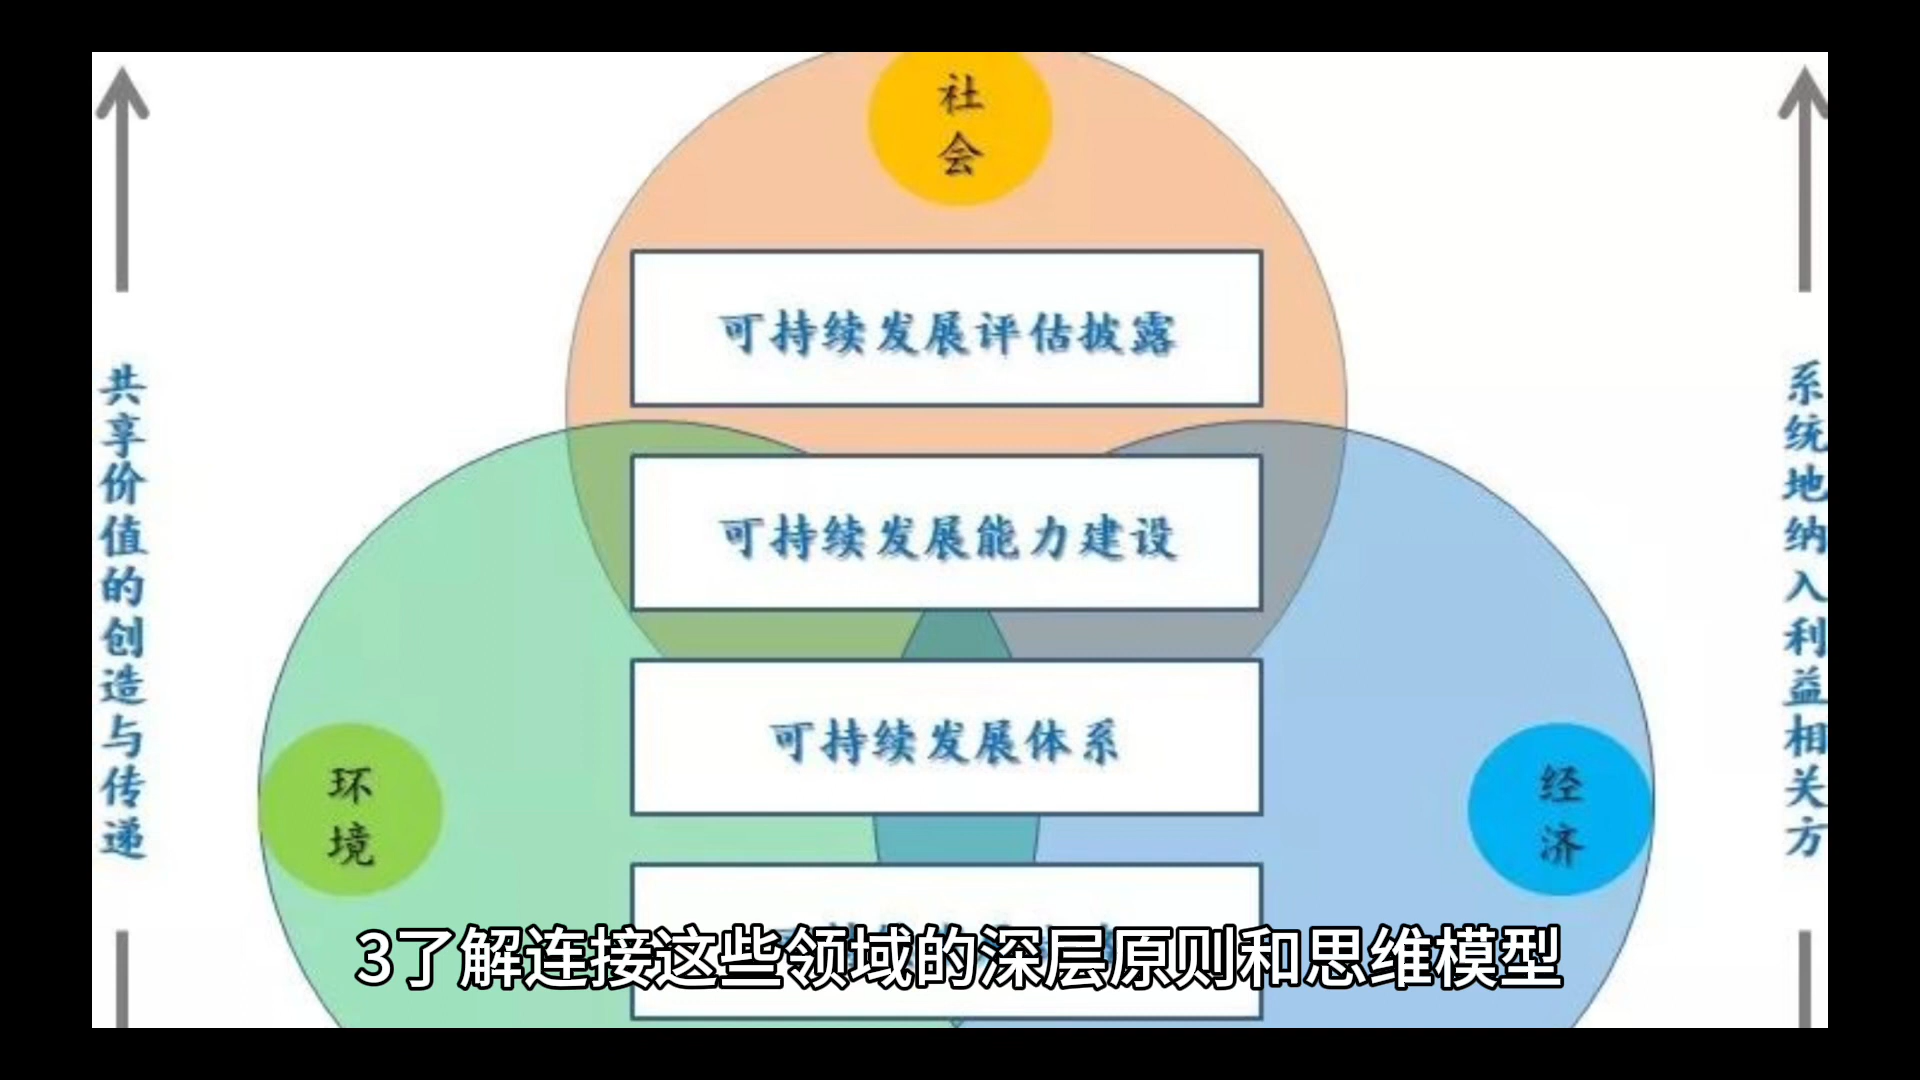 社会
可持续发展评估披露
可持续发展能力建设
可持续发展体系
环境
经济
共享价值的创造与传递
系统地纳入利益相关方
3了解连接这些领域的深层原则和思维模型